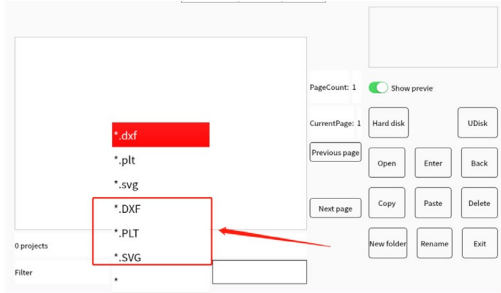 PageCount: 1
Show previe
CurrentPage: 1
Hard disk
UDisk
*.dxf
*.plt
*.svg
*.DXF
*.PLT
*.SVG
*
Previous page
Open
Enter
Back
Next page
Copy
Paste
Delete
0 projects
New folder
Rename
Exit
Filter